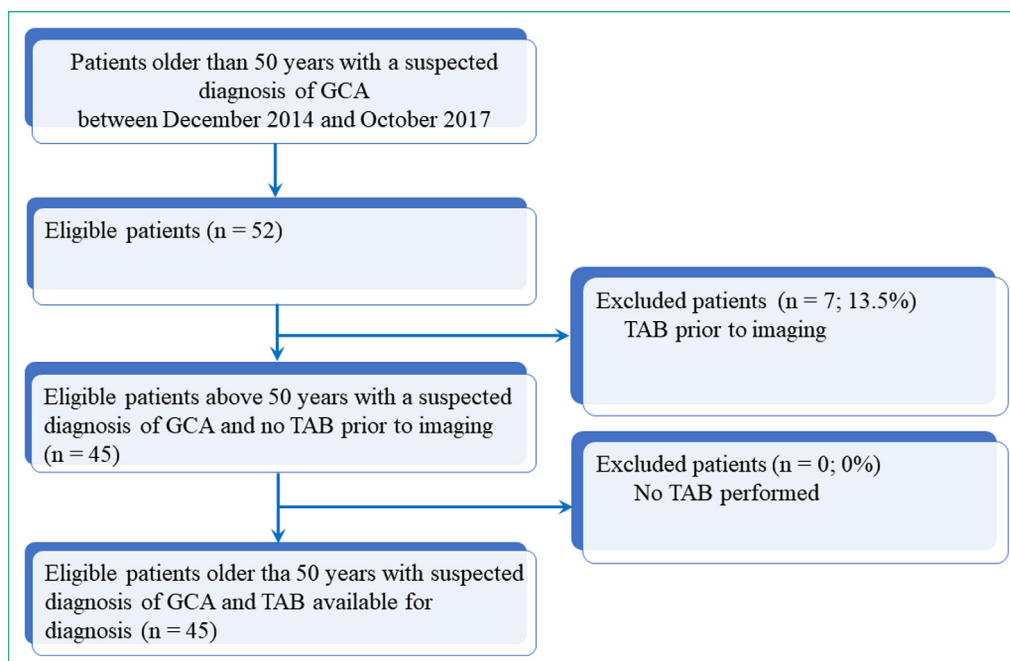 Patients older than 50 years with a suspected
diagnosis of GCA
between December 2014 and October 2017
Eligible patients (n = 52)
Excluded patients (n = 7; 13.5%)
TAB prior to imaging
Eligible patients above 50 years with a suspected
diagnosis of GCA and no TAB prior to imaging
(n = 45)
Excluded patients (n = 0; 0%)
No TAB performed
Eligible patients older tha 50 years with suspected
diagnosis of GCA and TAB available for
diagnosis (n = 45)